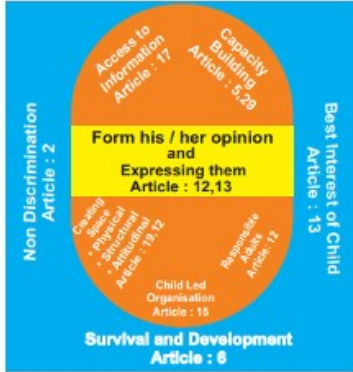 Access to
Information
Article : 17
Capacity
Building
Article : 5,29
Non Discrimination
Article : 2
Form his / her opinion
and
Expressing them
Article : 12,13
Best Interest of Child
Article : 13
Creating
Space
• Physical
• Structural
• Attitudinal
Article : 19,12
Responsible
Adults
Article: 12
Child Led
Organisation
Article : 15
Survival and Development
Article : 6